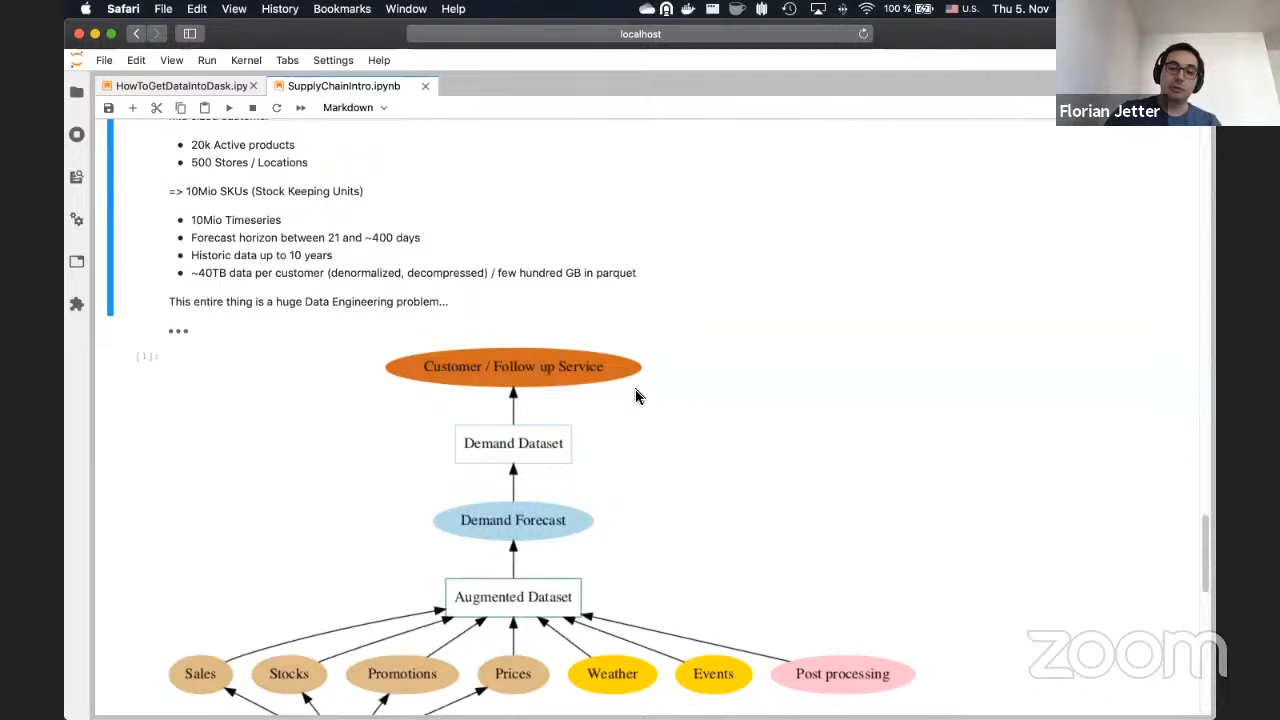 Safari File Edit View History Bookmarks Window Help 100 % U.S. Thu 5. Nov
localhost
File Edit View Run Kernel Tabs Settings Help
HowToGetDataIntoDask.ipy SupplyChainIntro.ipynb
Markdown
Florian Jetter
20k Active products
500 Stores / Locations
=> 10Mio SKUs (Stock Keeping Units)
10Mio Timeseries
Forecast horizon between 21 and ~400 days
Historic data up to 10 years
~40TB data per customer (denormalized, decompressed) / few hundred GB in parquet
This entire thing is a huge Data Engineering problem...
[1]:
Customer / Follow up Service
Demand Dataset
Demand Forecast
Augmented Dataset
Sales Stocks Promotions Prices Weather Events Post processing
zoom